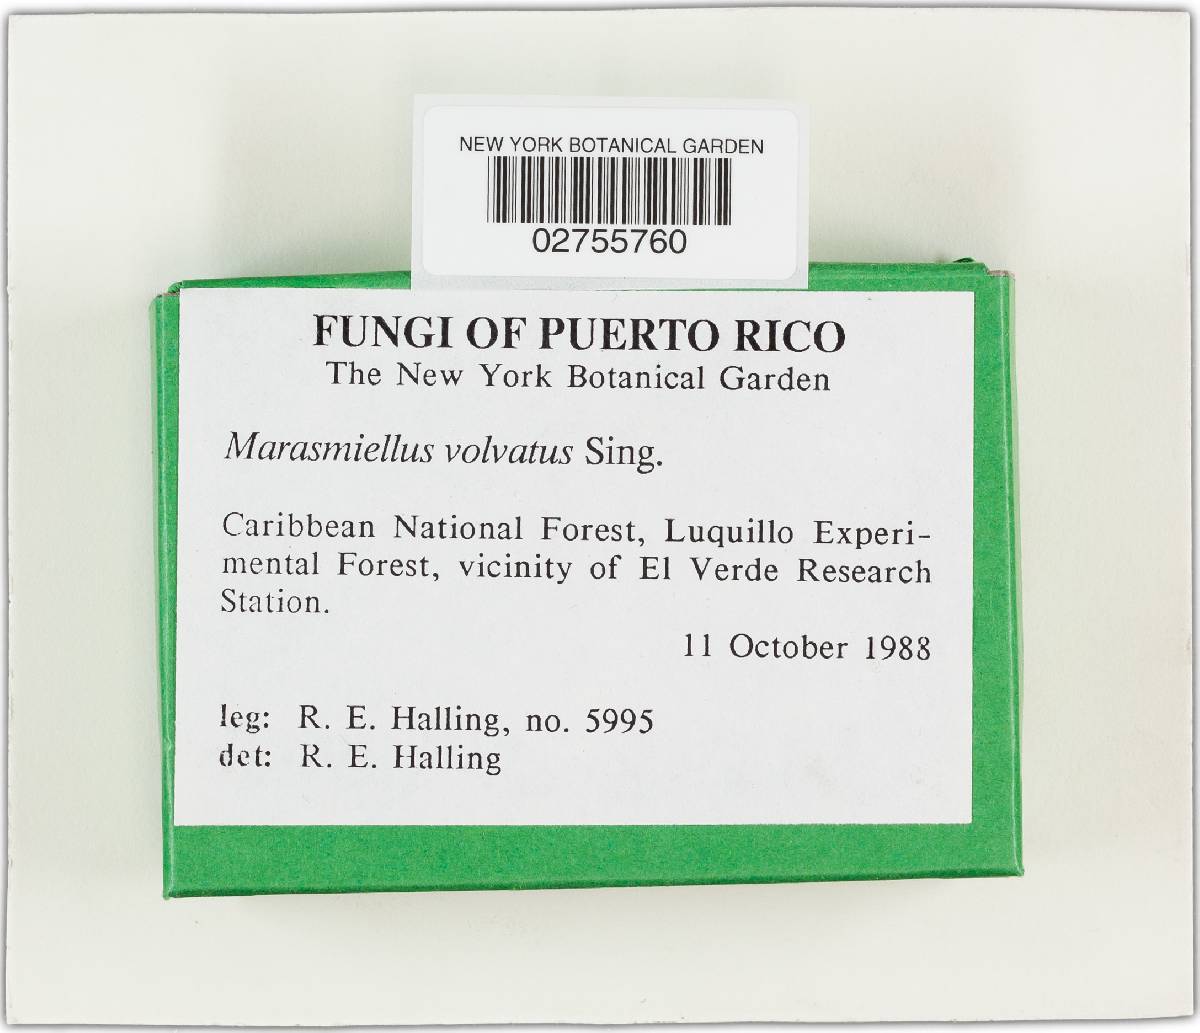 NEW YORK BOTANICAL GARDEN
02755760
FUNGI OF PUERTO RICO
The New York Botanical Garden
Marasmiellus volvatus Sing.
Caribbean National Forest, Luquillo Experi-
mental Forest, vicinity of El Verde Research
Station.
11 October 1988
leg: R. E. Halling, no. 5995
det: R. E. Halling